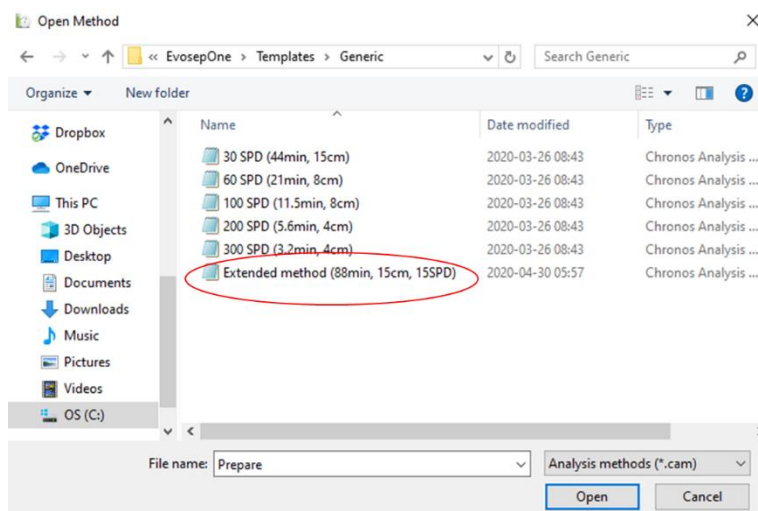 Open Method
« EvosepOne > Templates > Generic
Search Generic
Organize
New folder
Name Date modified Type
Dropbox
OneDrive
This PC
3D Objects
Desktop
Documents
Downloads
Music
Pictures
Videos
OS (C:)
30 SPD (44min, 15cm) 2020-03-26 08:43 Chronos Analysis ...
60 SPD (21min, 8cm) 2020-03-26 08:43 Chronos Analysis ...
100 SPD (11.5min, 8cm) 2020-03-26 08:43 Chronos Analysis ...
200 SPD (5.6min, 4cm) 2020-03-26 08:43 Chronos Analysis ...
300 SPD (3.2min, 4cm) 2020-03-26 08:43 Chronos Analysis ...
Extended method (88min, 15cm, 15SPD) 2020-04-30 05:57 Chronos Analysis ...
File name: Prepare
Analysis methods (*.cam)
Open
Cancel